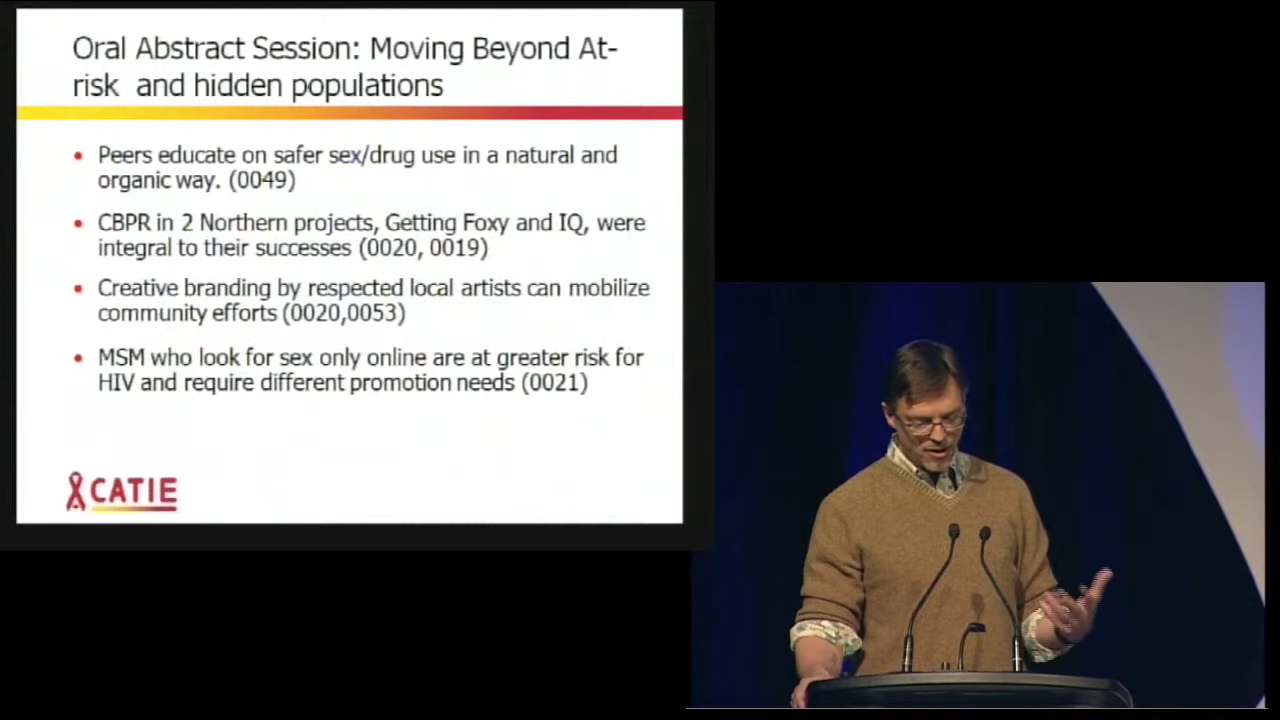 Oral Abstract Session: Moving Beyond At-
risk and hidden populations
• Peers educate on safer sex/drug use in a natural and
organic way. (0049)
• CBPR in 2 Northern projects, Getting Foxy and IQ, were
integral to their successes (0020, 0019)
• Creative branding by respected local artists can mobilize
community efforts (0020,0053)
• MSM who look for sex only online are at greater risk for
HIV and require different promotion needs (0021)
CATIE